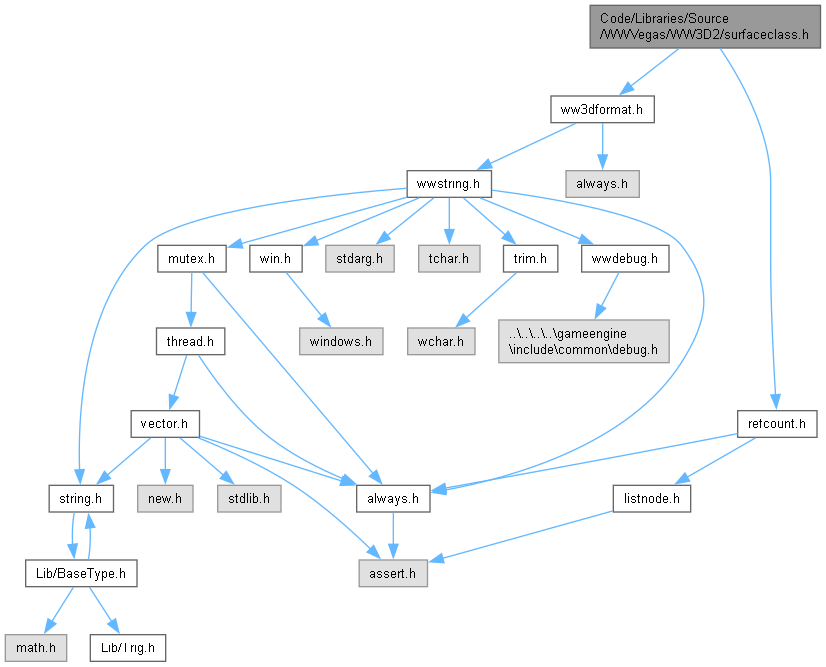 Code/Libraries/Source
/WWVegas/WW3D2/surfaceclass.h
ww3dformat.h
wwstring.h
always.h
mutex.h
win.h
stdarg.h
tchar.h
trim.h
wwdebug.h
thread.h
windows.h
wchar.h
..\..\..\..\gameengine
\include\common\debug.h
vector.h
refcount.h
string.h
new.h
stdlib.h
always.h
listnode.h
Lib/BaseType.h
assert.h
math.h
Lib/Trig.h